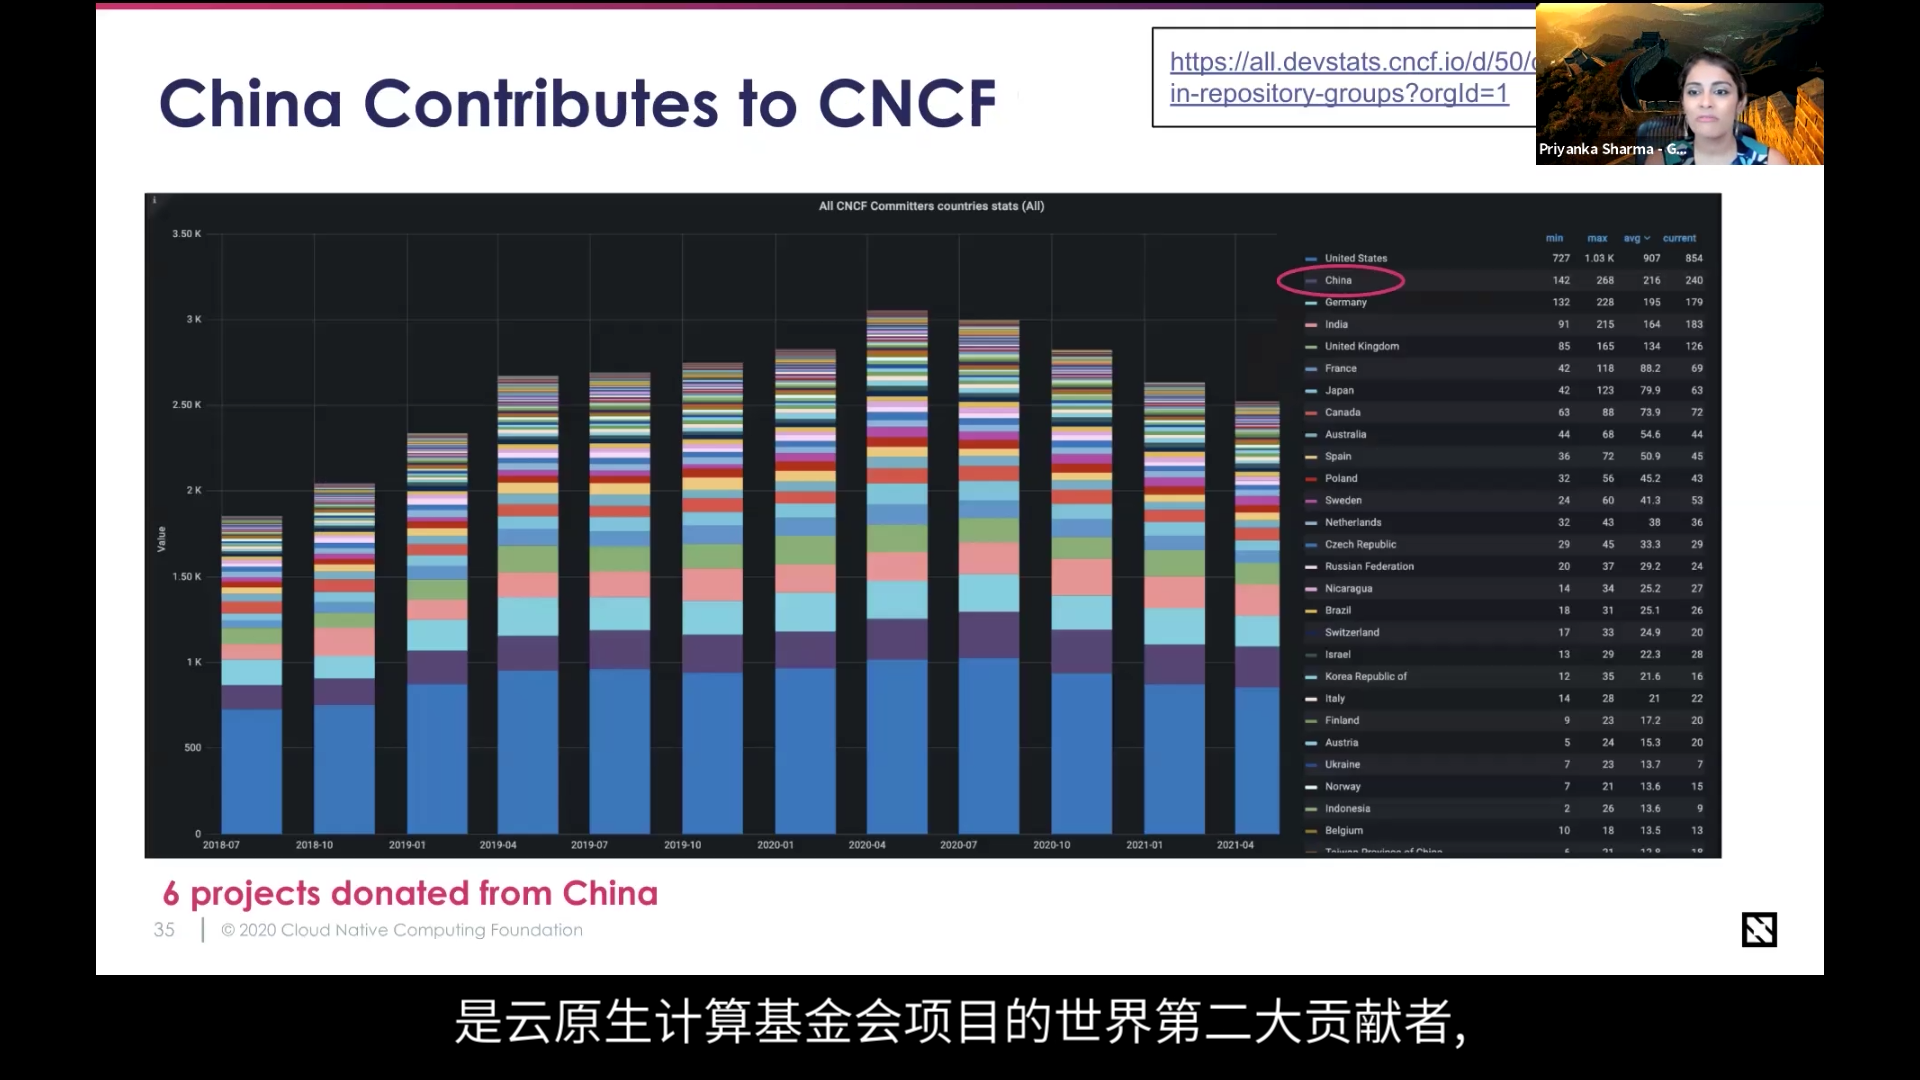 China Contributes to CNCF
https://all.devstats.cncf.io/d/50/
in-repository-groups?orgId=1
Priyanka Sharma - G...
i
All CNCF Committers countries stats (All)
min max avg current
United States 727 1.03 K 907 854
China 142 268 216 240
Germany 132 228 195 179
India 91 215 164 183
United Kingdom 85 165 134 126
France 42 118 88.2 69
Japan 42 123 79.9 63
Canada 63 88 73.9 72
Australia 44 68 54.6 44
Spain 36 72 50.9 45
Poland 32 56 45.2 43
Sweden 24 60 41.3 53
Netherlands 32 43 38 36
Czech Republic 29 45 33.3 29
Russian Federation 20 37 29.2 24
Nicaragua 14 34 25.2 27
Brazil 18 31 25.1 26
Switzerland 17 33 24.9 20
Israel 13 29 22.3 28
Korea Republic of 12 35 21.6 16
Italy 14 28 21 22
Finland 9 23 17.2 20
Austria 5 24 15.3 20
Ukraine 7 23 13.7 7
Norway 7 21 13.6 15
Indonesia 2 26 13.6 9
Belgium 10 18 13.5 13
Taiwan Province of China 6 21 12.8 18
3.50 K
3 K
2.50 K
2 K
1.50 K
1 K
500
0
Value
2018-07 2018-10 2019-01 2019-04 2019-07 2019-10 2020-01 2020-04 2020-07 2020-10 2021-01 2021-04
6 projects donated from China
35 | © 2020 Cloud Native Computing Foundation
是云原生计算基金会项目的世界第二大贡献者,